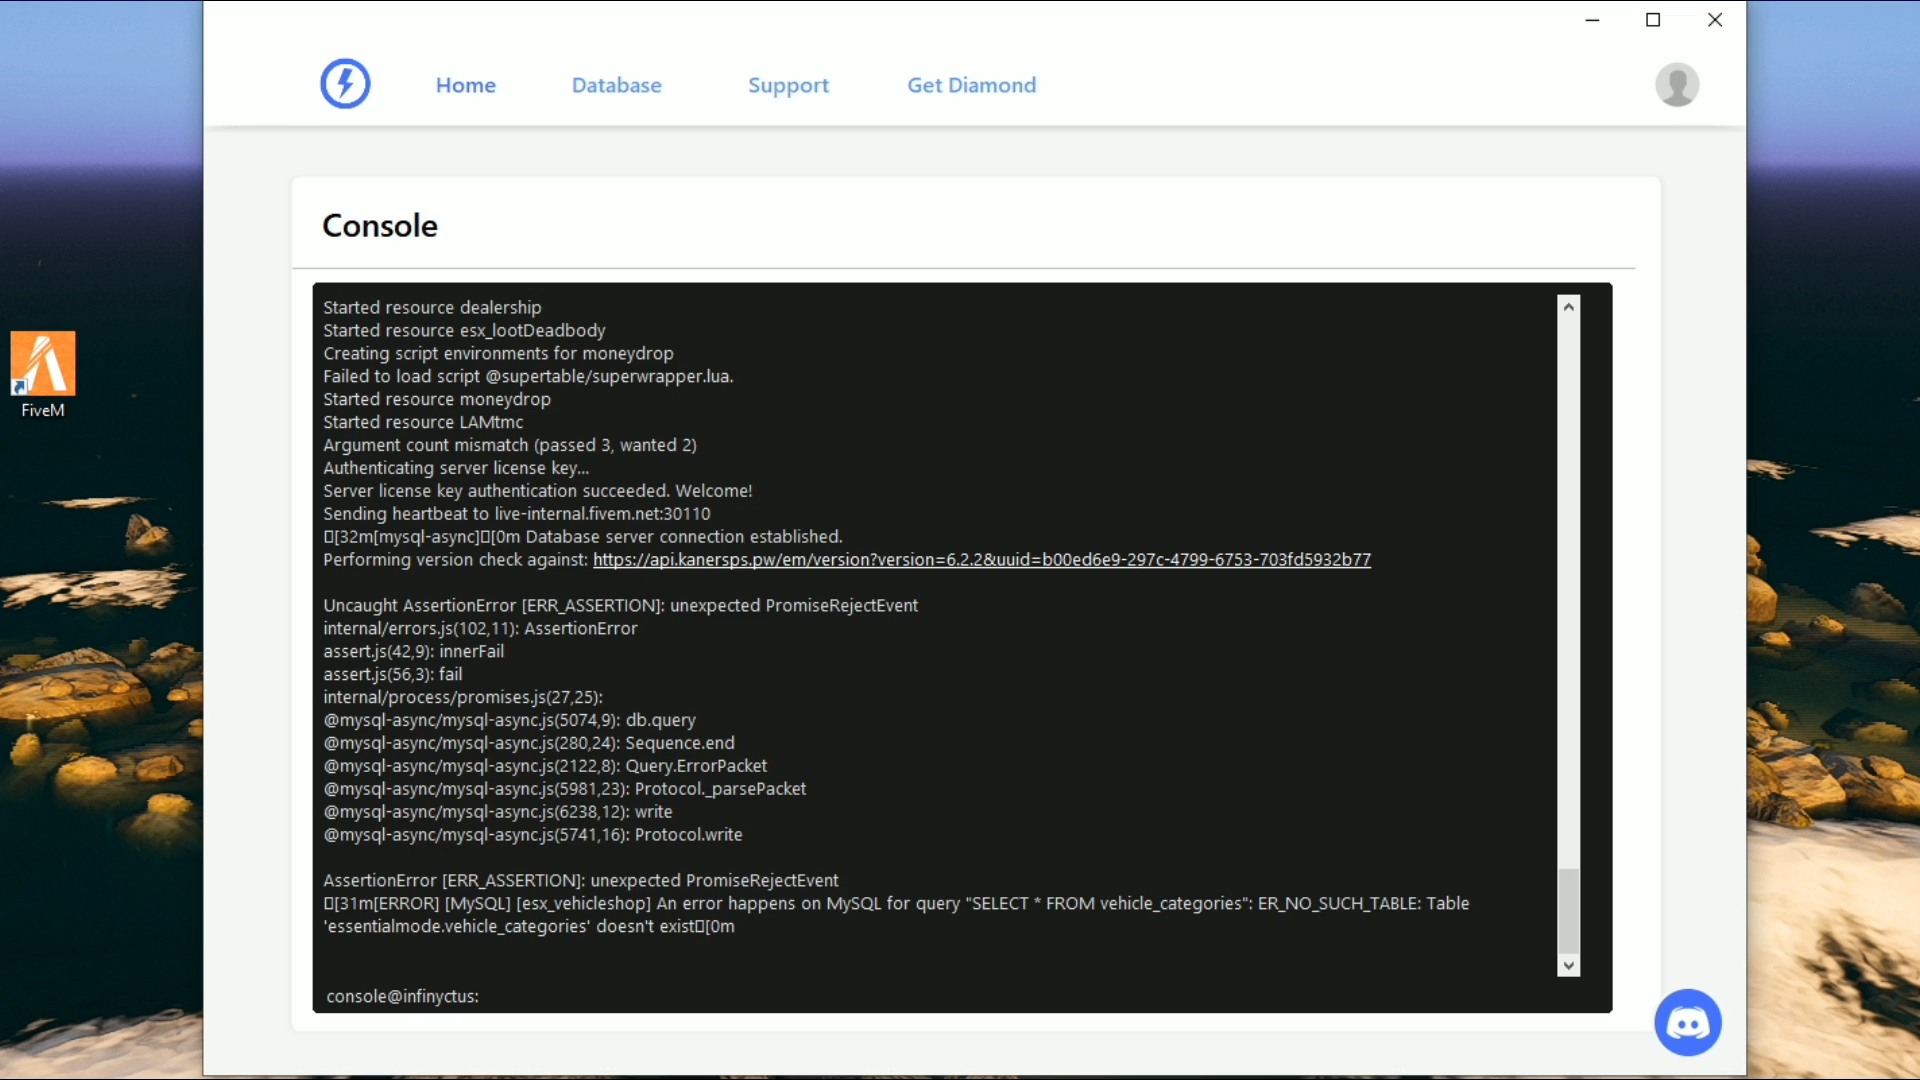 Home Database Support Get Diamond
Console
Started resource dealership
Started resource esx_lootDeadbody
Creating script environments for moneydrop
Failed to load script @supertable/superwrapper.lua.
Started resource moneydrop
Started resource LAMtmc
Argument count mismatch (passed 3, wanted 2)
Authenticating server license key...
Server license key authentication succeeded. Welcome!
Sending heartbeat to live-internal.fivem.net:30110
▯[32m[mysql-async]▯[0m Database server connection established.
Performing version check against: https://api.kanersps.pw/em/version?version=6.2.2&uuid=b00ed6e9-297c-4799-6753-703fd5932b77
Uncaught AssertionError [ERR_ASSERTION]: unexpected PromiseRejectEvent
internal/errors.js(102,11): AssertionError
assert.js(42,9): innerFail
assert.js(56,3): fail
internal/process/promises.js(27,25):
@mysql-async/mysql-async.js(5074,9): db.query
@mysql-async/mysql-async.js(280,24): Sequence.end
@mysql-async/mysql-async.js(2122,8): Query.ErrorPacket
@mysql-async/mysql-async.js(5981,23): Protocol._parsePacket
@mysql-async/mysql-async.js(6238,12): write
@mysql-async/mysql-async.js(5741,16): Protocol.write
AssertionError [ERR_ASSERTION]: unexpected PromiseRejectEvent
▯[31m[ERROR] [MySQL] [esx_vehicleshop] An error happens on MySQL for query "SELECT * FROM vehicle_categories": ER_NO_SUCH_TABLE: Table
'essentialmode.vehicle_categories' doesn't exist▯[0m
console@infinyctus:
FiveM